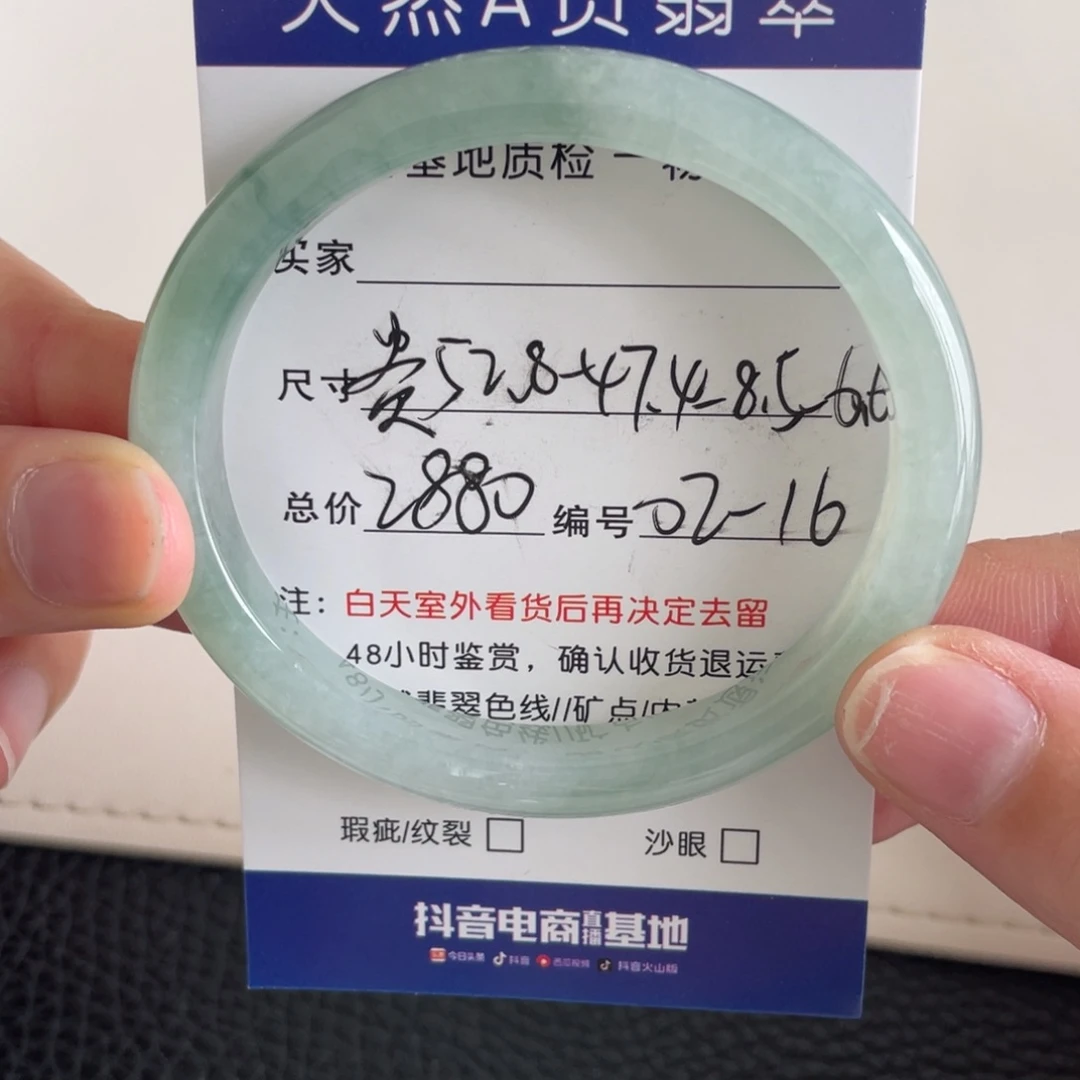 天然A货翡翠
基地质检 一物
买家
尺寸 贵52.8-47.4-8.5-6.t
总价 2880 编号 02-16
注：白天室外看货后再决定去留
48小时鉴赏，确认收货退运
翡翠色线//矿点/内
瑕疵/纹裂 □ 沙眼 □
抖音电商直播基地
今日头条 抖音 西瓜视频 抖音火山版